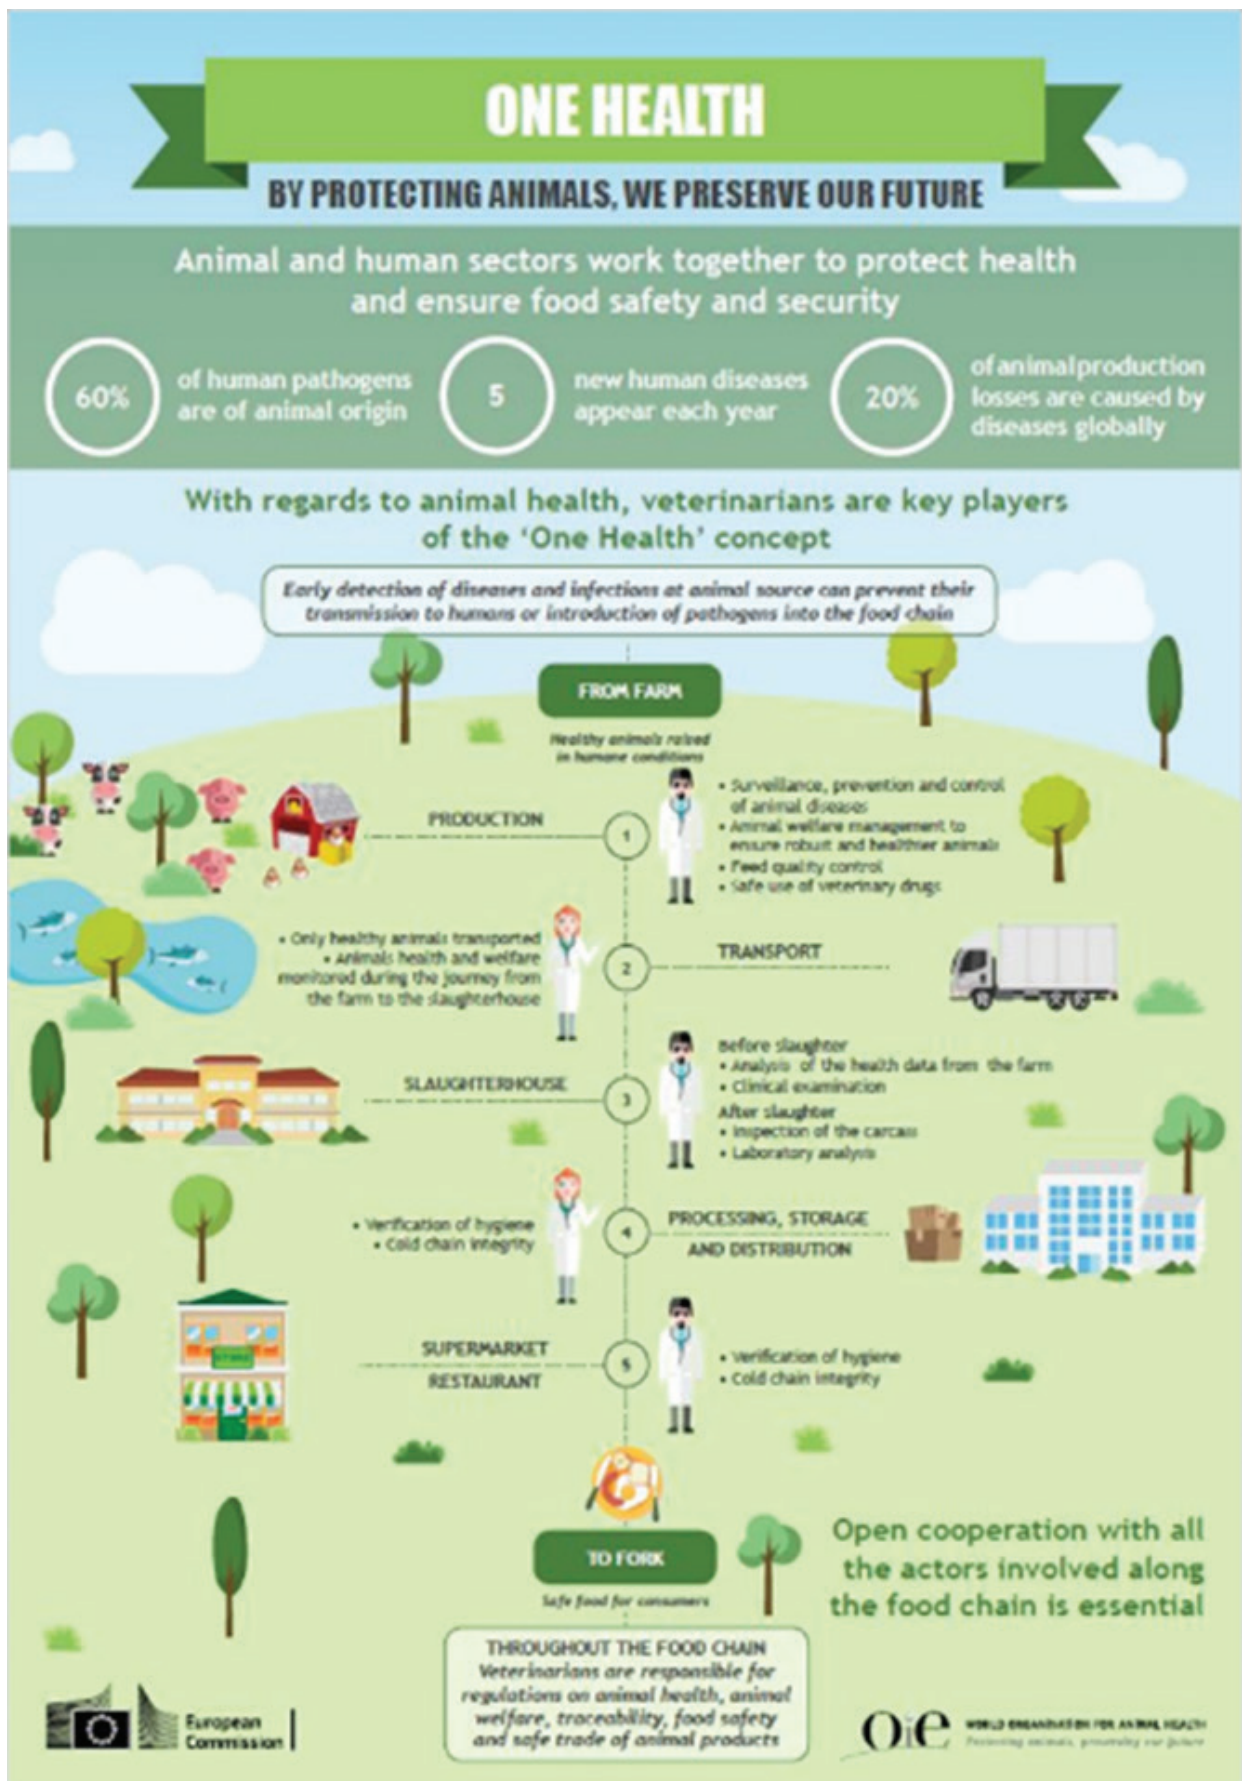 ONE HEALTH
BY PROTECTING ANIMALS, WE PRESERVE OUR FUTURE
Animal and human sectors work together to protect health
and ensure food safety and security
60%
of human pathogens
are of animal origin
5
new human diseases
appear each year
20%
of animal production
losses are caused by
diseases globally
With regards to animal health, veterinarians are key players
of the ‘One Health’ concept
Early detection of diseases and infections at animal source can prevent their
transmission to humans or introduction of pathogens into the food chain
FROM FARM
Healthy animals raised
in humane conditions
PRODUCTION
1
• Surveillance, prevention and control
of animal diseases
• Animal welfare management to
ensure robust and healthier animals
• Feed quality control
• Safe use of veterinary drugs
• Only healthy animals transported
• Animals health and welfare
monitored during the journey from
the farm to the slaughterhouse
2
TRANSPORT
SLAUGHTERHOUSE
3
Before slaughter
• Analysis of the health data from the farm
• Clinical examination
After slaughter
• Inspection of the carcass
• Laboratory analysis
• Verification of hygiene
• Cold chain integrity
4
PROCESSING, STORAGE
AND DISTRIBUTION
STORE
SUPERMARKET
RESTAURANT
5
• Verification of hygiene
• Cold chain integrity
TO FORK
Safe food for consumers
Open cooperation with all
the actors involved along
the food chain is essential
THROUGHOUT THE FOOD CHAIN
Veterinarians are responsible for
regulations on animal health, animal
welfare, traceability, food safety
and safe trade of animal products
European
Commission
Oie
WORLD ORGANISATION FOR ANIMAL HEALTH
Protecting animals, preserving our future